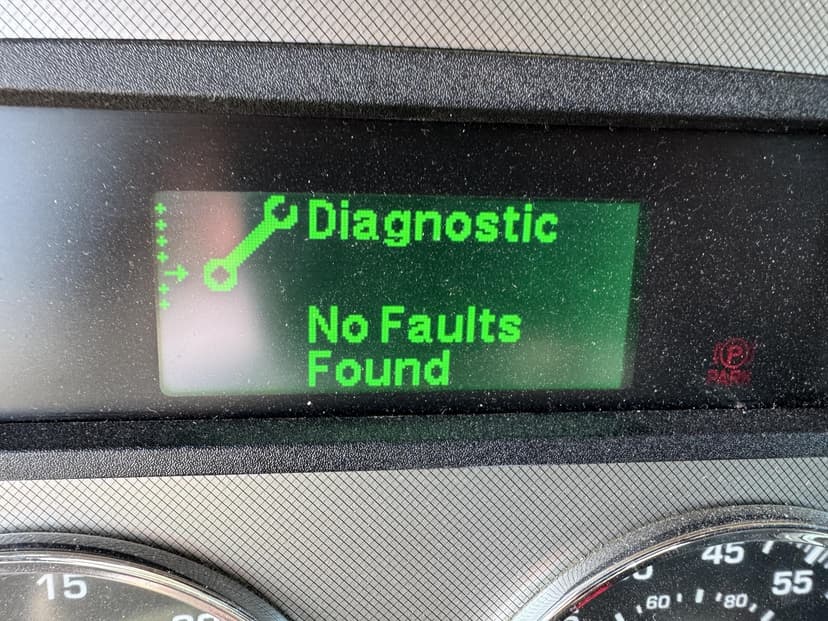 Diagnostic
No Faults
Found
P
PARK
15
45
55
60
80